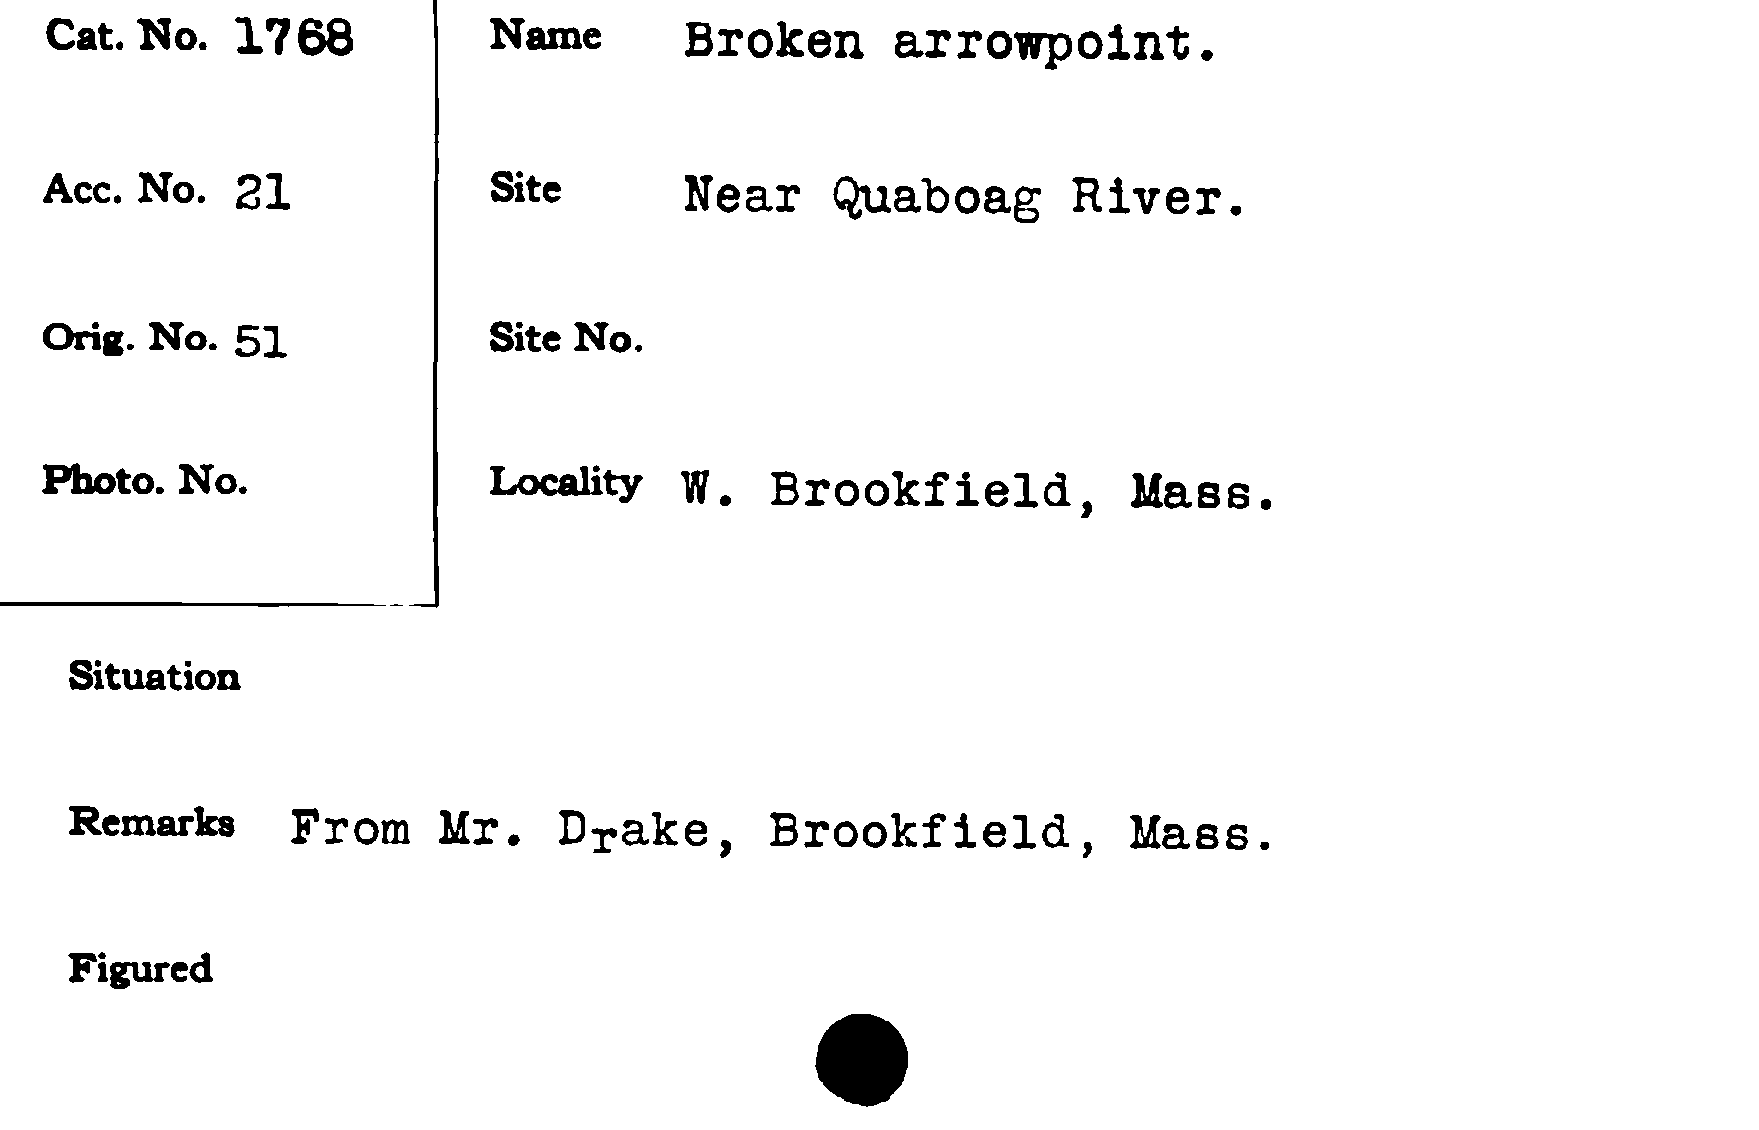 Cat. No. 1768
Acc. No. 21
Orig. No. 51
Photo. No.
Name Broken arrowpoint.
Site Near Quaboag River.
Site No.
Locality W. Brookfield, Mass.
Situation
Remarks From Mr. Drake, Brookfield, Mass.
Figured